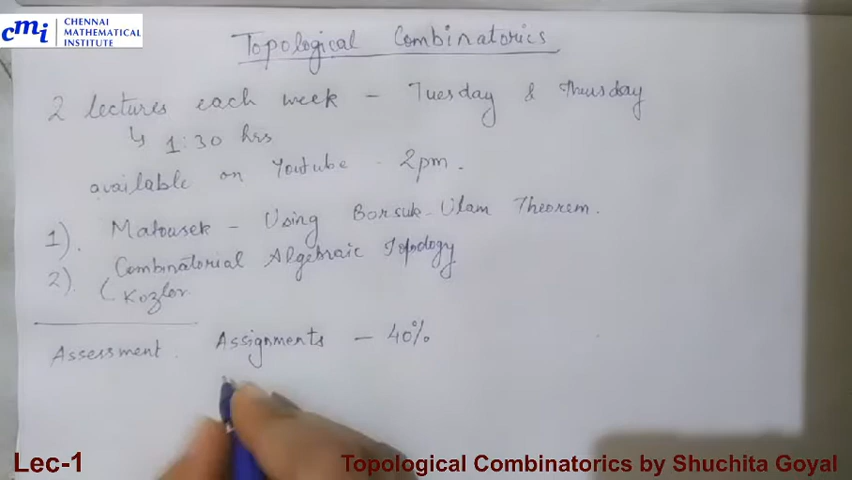 cmi CHENNAI
MATHEMATICAL
INSTITUTE
Topological Combinatorics
2 lectures each week - Tuesday & Thusday
↳ 1:30 hrs
available on Youtube - 2pm.
1). Matousek - Using Borsuk-Ulam Theorem.
2). Combinatorial Algebraic Topology
(Kozlov
Assessment. Assignments - 40%
Lec-1
Topological Combinatorics by Shuchita Goyal